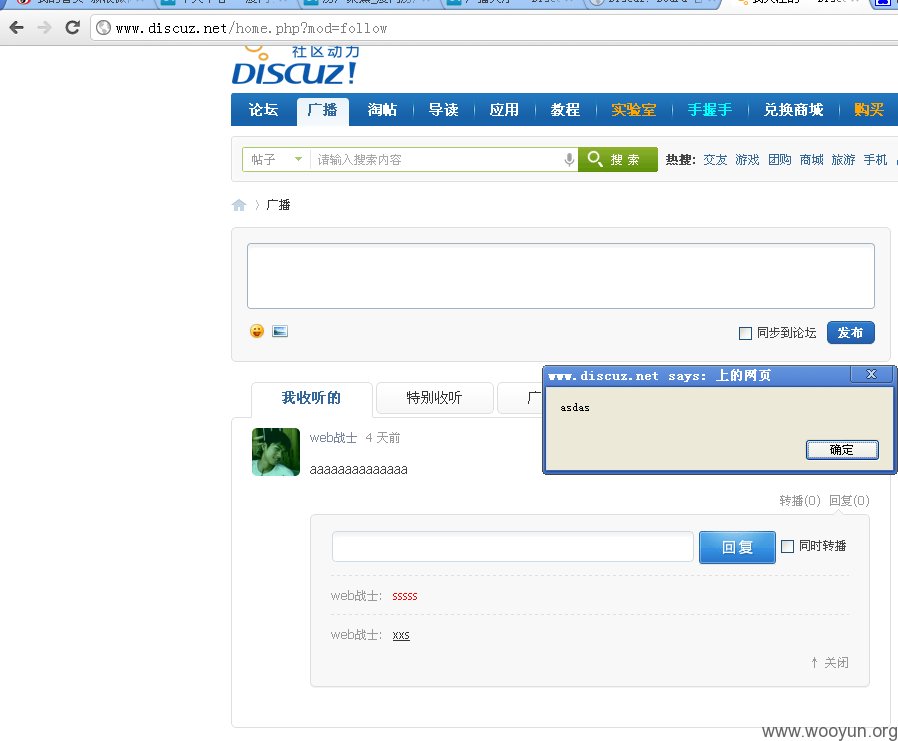 www.discuz.net/home.php?mod=follow
社区动力
DISCUZ!
论坛 广播 淘帖 导读 应用 教程 实验室 手握手 兑换商城 购买
帖子 请输入搜索内容 搜索 热搜: 交友 游戏 团购 商城 旅游 手机
广播
同步到论坛 发布
www.discuz.net says: 上的网页 X
我收听的 特别收听 广
asdas
web战士 4 天前
确定
aaaaaaaaaaaaaa
转播(0) 回复(0)
回复 同时转播
web战士: sssss
web战士: xxs
↑ 关闭
www.wooyun.org